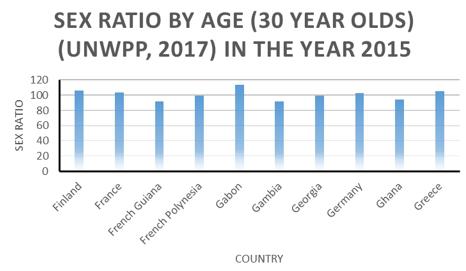 SEX RATIO BY AGE (30 YEAR OLDS)
(UNWPP, 2017) IN THE YEAR 2015
120
100
80
60
40
20
0
SEX RATIO
Finland
France
French Guiana
French Polynesia
Gabon
Gambia
Georgia
Germany
Ghana
Greece
COUNTRY